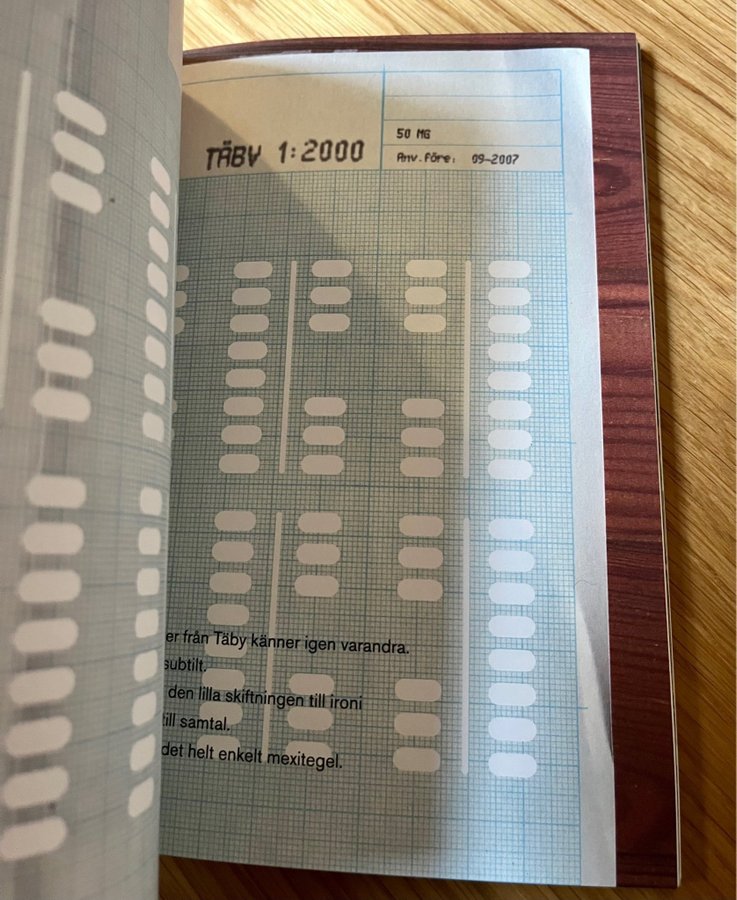 TÄBY 1:2000
50 MG
Anv.före: 09-2007
er från Täby känner igen varandra.
subtilt.
den lilla skiftningen till ironi
till samtal.
det helt enkelt mexitegel.